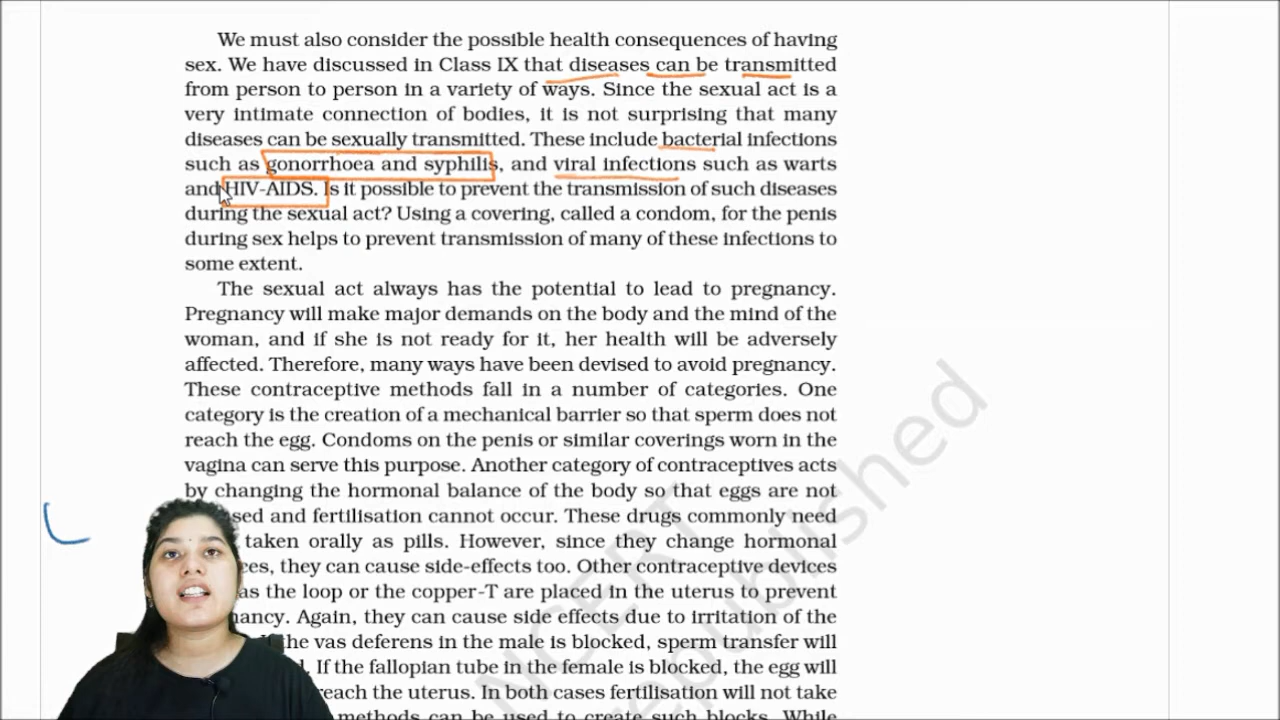 We must also consider the possible health consequences of having
sex. We have discussed in Class IX that diseases can be transmitted
from person to person in a variety of ways. Since the sexual act is a
very intimate connection of bodies, it is not surprising that many
diseases can be sexually transmitted. These include bacterial infections
such as gonorrhoea and syphilis, and viral infections such as warts
and HIV-AIDS. Is it possible to prevent the transmission of such diseases
during the sexual act? Using a covering, called a condom, for the penis
during sex helps to prevent transmission of many of these infections to
some extent.
The sexual act always has the potential to lead to pregnancy.
Pregnancy will make major demands on the body and the mind of the
woman, and if she is not ready for it, her health will be adversely
affected. Therefore, many ways have been devised to avoid pregnancy.
These contraceptive methods fall in a number of categories. One
category is the creation of a mechanical barrier so that sperm does not
reach the egg. Condoms on the penis or similar coverings worn in the
vagina can serve this purpose. Another category of contraceptives acts
by changing the hormonal balance of the body so that eggs are not
sed and fertilisation cannot occur. These drugs commonly need
taken orally as pills. However, since they change hormonal
ces, they can cause side-effects too. Other contraceptive devices
as the loop or the copper-T are placed in the uterus to prevent
nancy. Again, they can cause side effects due to irritation of the
the vas deferens in the male is blocked, sperm transfer will
. If the fallopian tube in the female is blocked, the egg will
reach the uterus. In both cases fertilisation will not take
methods can be used to create such blocks. While
NCERT
republished